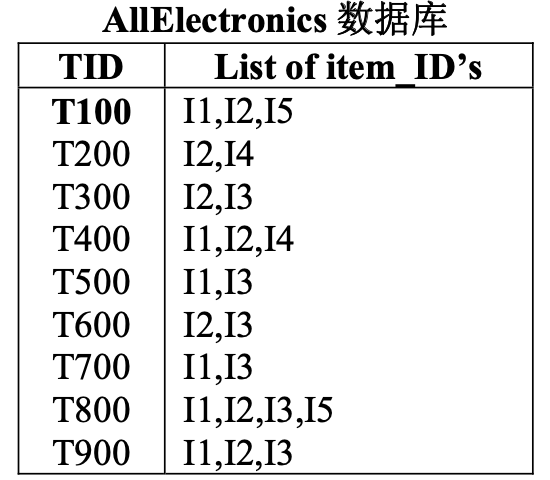 AllElectronics 数据库
TID List of item_ID’s
T100 I1,I2,I5
T200 I2,I4
T300 I2,I3
T400 I1,I2,I4
T500 I1,I3
T600 I2,I3
T700 I1,I3
T800 I1,I2,I3,I5
T900 I1,I2,I3